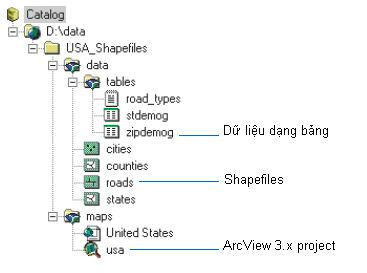 Catalog
D:\data
USA_Shapefiles
data
tables
road_types
stdemog
zipdemog
Dữ liệu dạng bảng
cities
counties
roads
Shapefiles
states
maps
United States
usa
ArcView 3.x project